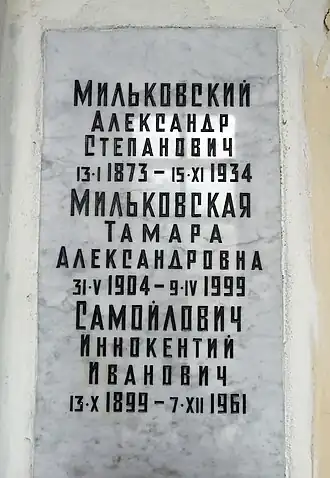 Мильковский
Александр
Степанович
13·I 1873 – 15·XI 1934
Мильковская
Тамара
Александровна
31·V 1904 – 9·IV 1999
Самойлович
Иннокентий
Иванович
13·X 1899 – 7·XII 1961